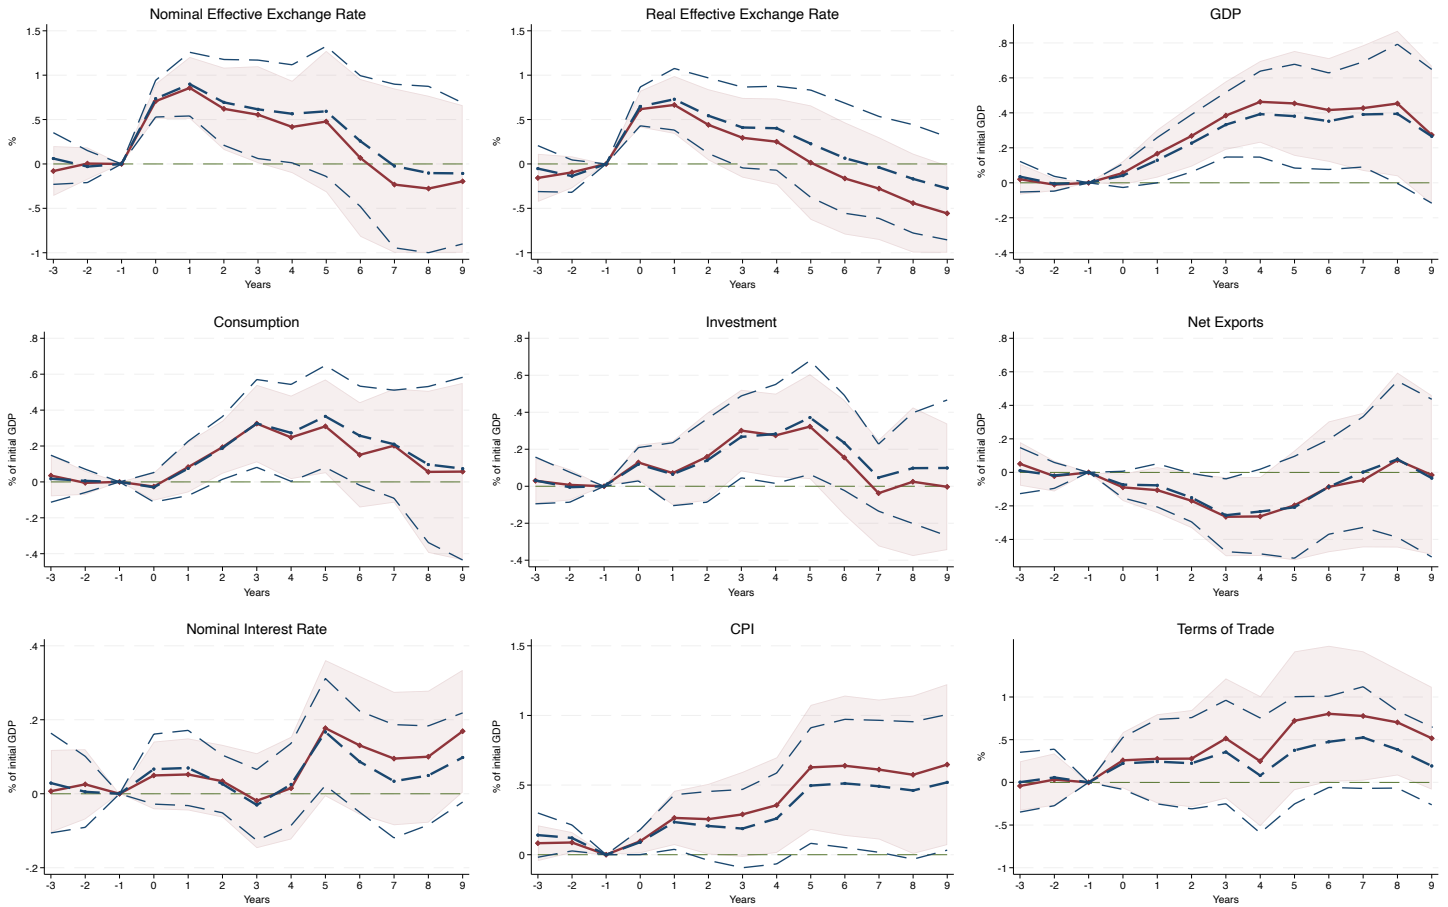 Nominal Effective Exchange Rate
%
1.5
1
.5
0
-.5
-1
-3 -2 -1 0 1 2 3 4 5 6 7 8 9
Years
Real Effective Exchange Rate
%
1.5
1
.5
0
-.5
-1
-3 -2 -1 0 1 2 3 4 5 6 7 8 9
Years
GDP
% of initial GDP
.8
.6
.4
.2
0
-.2
-.4
-3 -2 -1 0 1 2 3 4 5 6 7 8 9
Years
Consumption
% of initial GDP
.8
.6
.4
.2
0
-.2
-.4
-3 -2 -1 0 1 2 3 4 5 6 7 8 9
Years
Investment
% of initial GDP
.8
.6
.4
.2
0
-.2
-.4
-3 -2 -1 0 1 2 3 4 5 6 7 8 9
Years
Net Exports
% of initial GDP
.8
.6
.4
.2
0
-.2
-.4
-3 -2 -1 0 1 2 3 4 5 6 7 8 9
Years
Nominal Interest Rate
% of initial GDP
.4
.2
0
-.2
-3 -2 -1 0 1 2 3 4 5 6 7 8 9
Years
CPI
% of initial GDP
1.5
1
.5
0
-3 -2 -1 0 1 2 3 4 5 6 7 8 9
Years
Terms of Trade
%
1
.5
0
-.5
-1
-3 -2 -1 0 1 2 3 4 5 6 7 8 9
Years